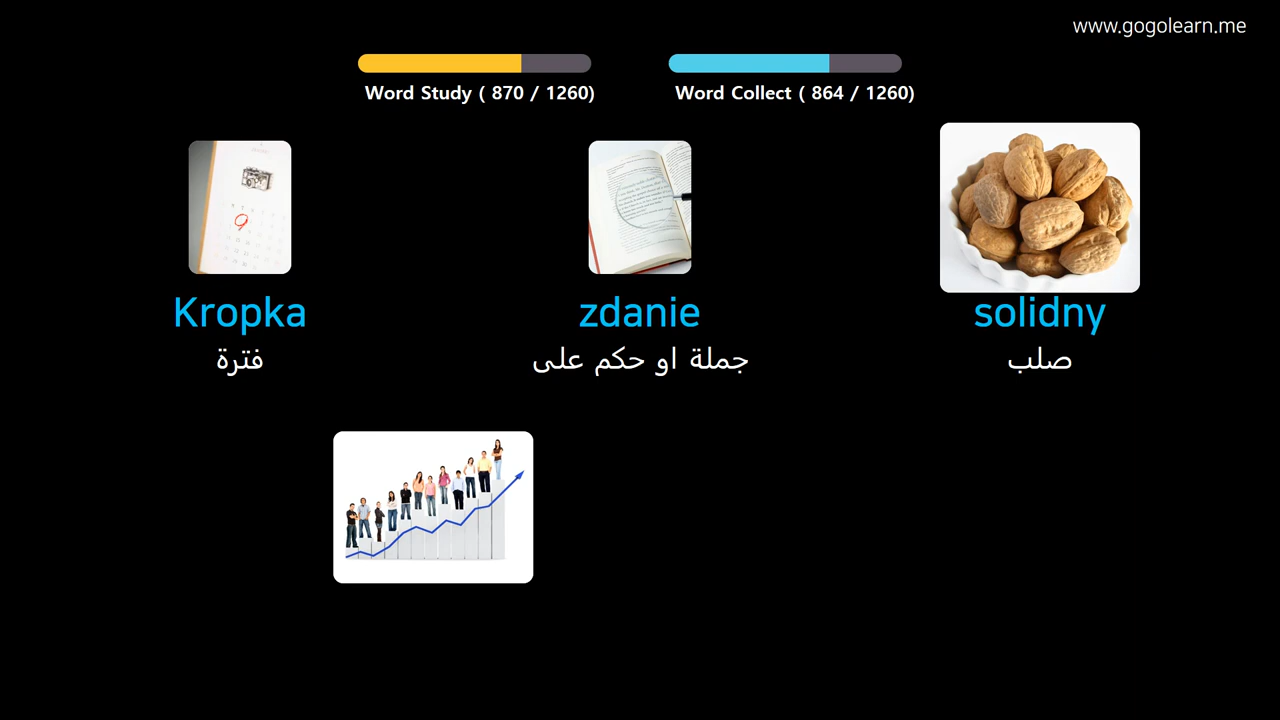 www.gogolearn.me
Word Study ( 870 / 1260)
Word Collect ( 864 / 1260)
Kropka
zdanie
solidny
فترة
جملة او حكم على
صلب